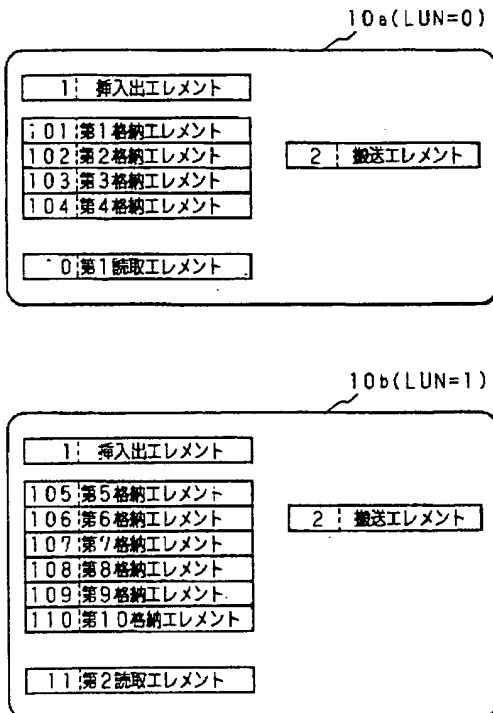 10a(LUN=0)
1 挿入出エレメント
101 第1格納エレメント
102 第2格納エレメント
2 搬送エレメント
103 第3格納エレメント
104 第4格納エレメント
0 第1読取エレメント
10b(LUN=1)
1 挿入出エレメント
105 第5格納エレメント
106 第6格納エレメント
2 搬送エレメント
107 第7格納エレメント
108 第8格納エレメント
109 第9格納エレメント
110 第10格納エレメント
11 第2読取エレメント